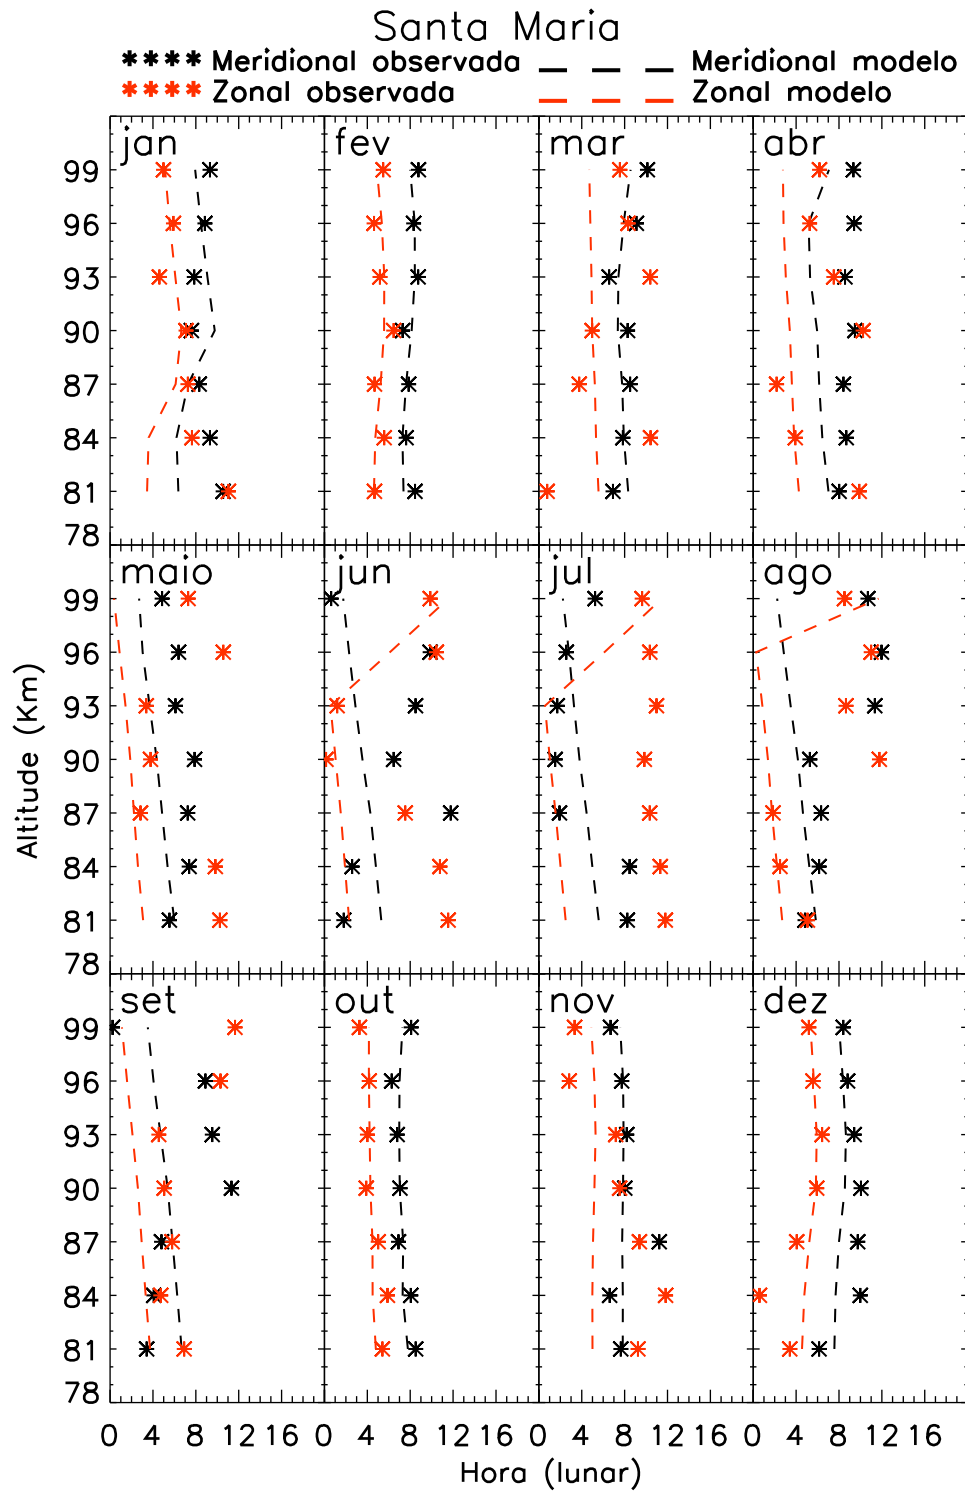 Santa Maria
**** Meridional observada — — — Meridional modelo
**** Zonal observada — — — Zonal modelo
jan fev mar abr
99
96
93
90
87
84
81
78
maio jun jul ago
99
96
93
90
87
84
81
78
set out nov dez
99
96
93
90
87
84
81
78
0 4 8 12 16 0 4 8 12 16 0 4 8 12 16 0 4 8 12 16
Hora (lunar)
Altitude (Km)